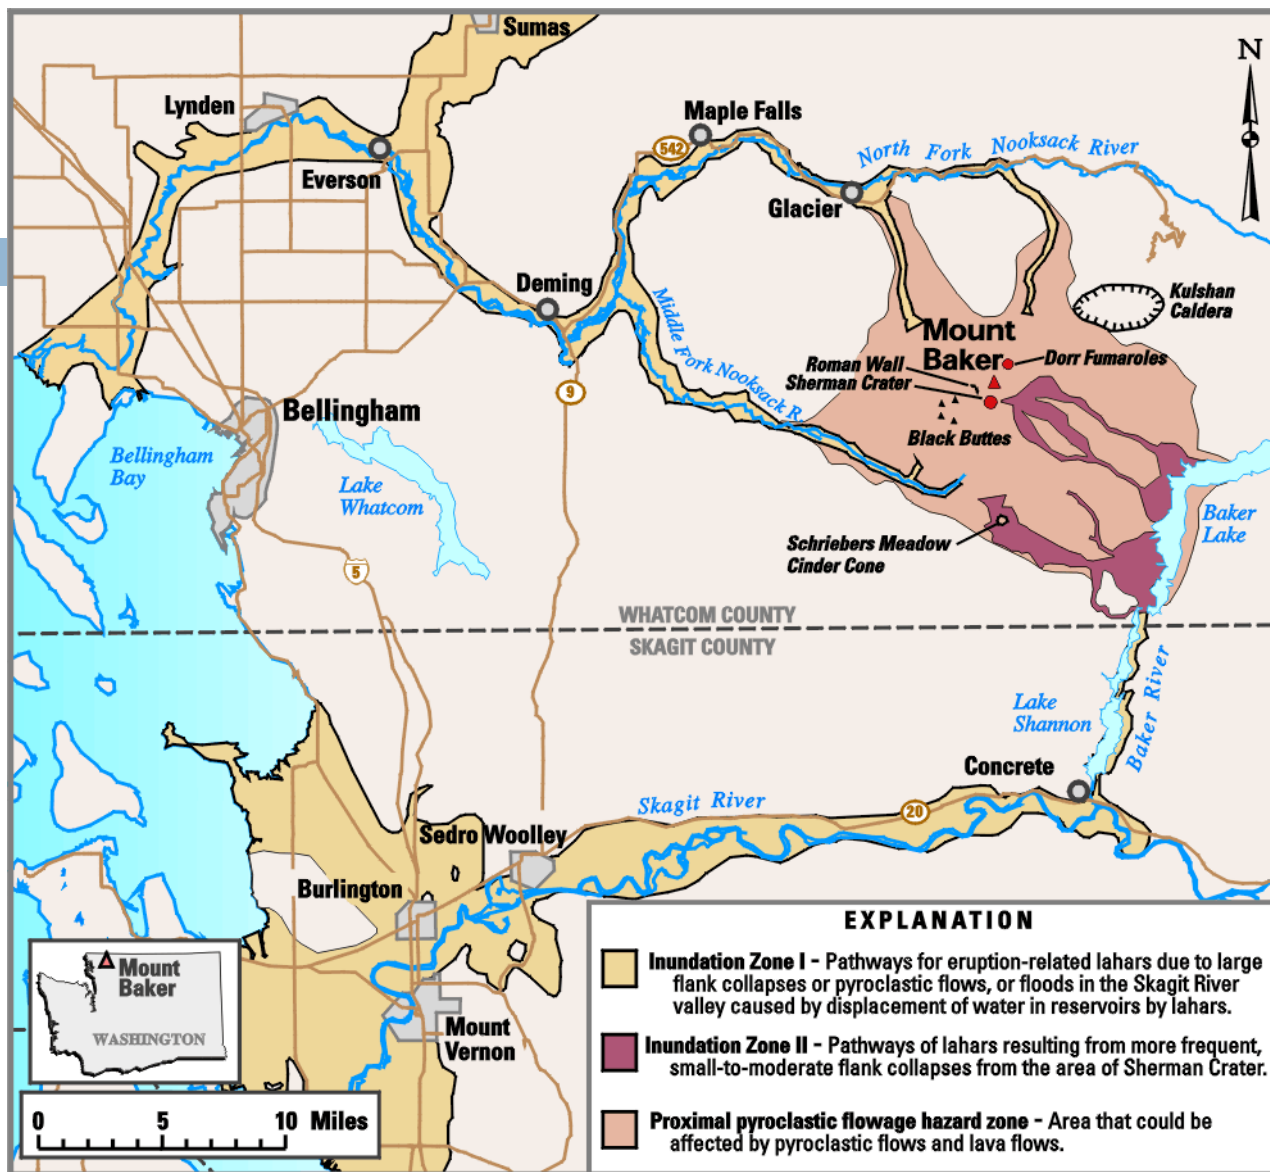 Sumas
N
Lynden
Maple Falls
542
North Fork Nooksack River
Everson
Glacier
Deming
Kulshan
Caldera
Middle Fork Nooksack R.
Mount
Baker
Roman Wall
Dorr Fumaroles
Sherman Crater
9
Bellingham
Black Buttes
Bellingham
Bay
Lake
Whatcom
Baker
Lake
Schriebers Meadow
Cinder Cone
5
WHATCOM COUNTY
SKAGIT COUNTY
Lake
Shannon
Baker River
Concrete
Skagit River
20
Sedro Woolley
Burlington
Mount
Vernon
Mount
Baker
WASHINGTON
0 5 10 Miles
EXPLANATION
Inundation Zone I - Pathways for eruption-related lahars due to large
flank collapses or pyroclastic flows, or floods in the Skagit River
valley caused by displacement of water in reservoirs by lahars.
Inundation Zone II - Pathways of lahars resulting from more frequent,
small-to-moderate flank collapses from the area of Sherman Crater.
Proximal pyroclastic flowage hazard zone - Area that could be
affected by pyroclastic flows and lava flows.